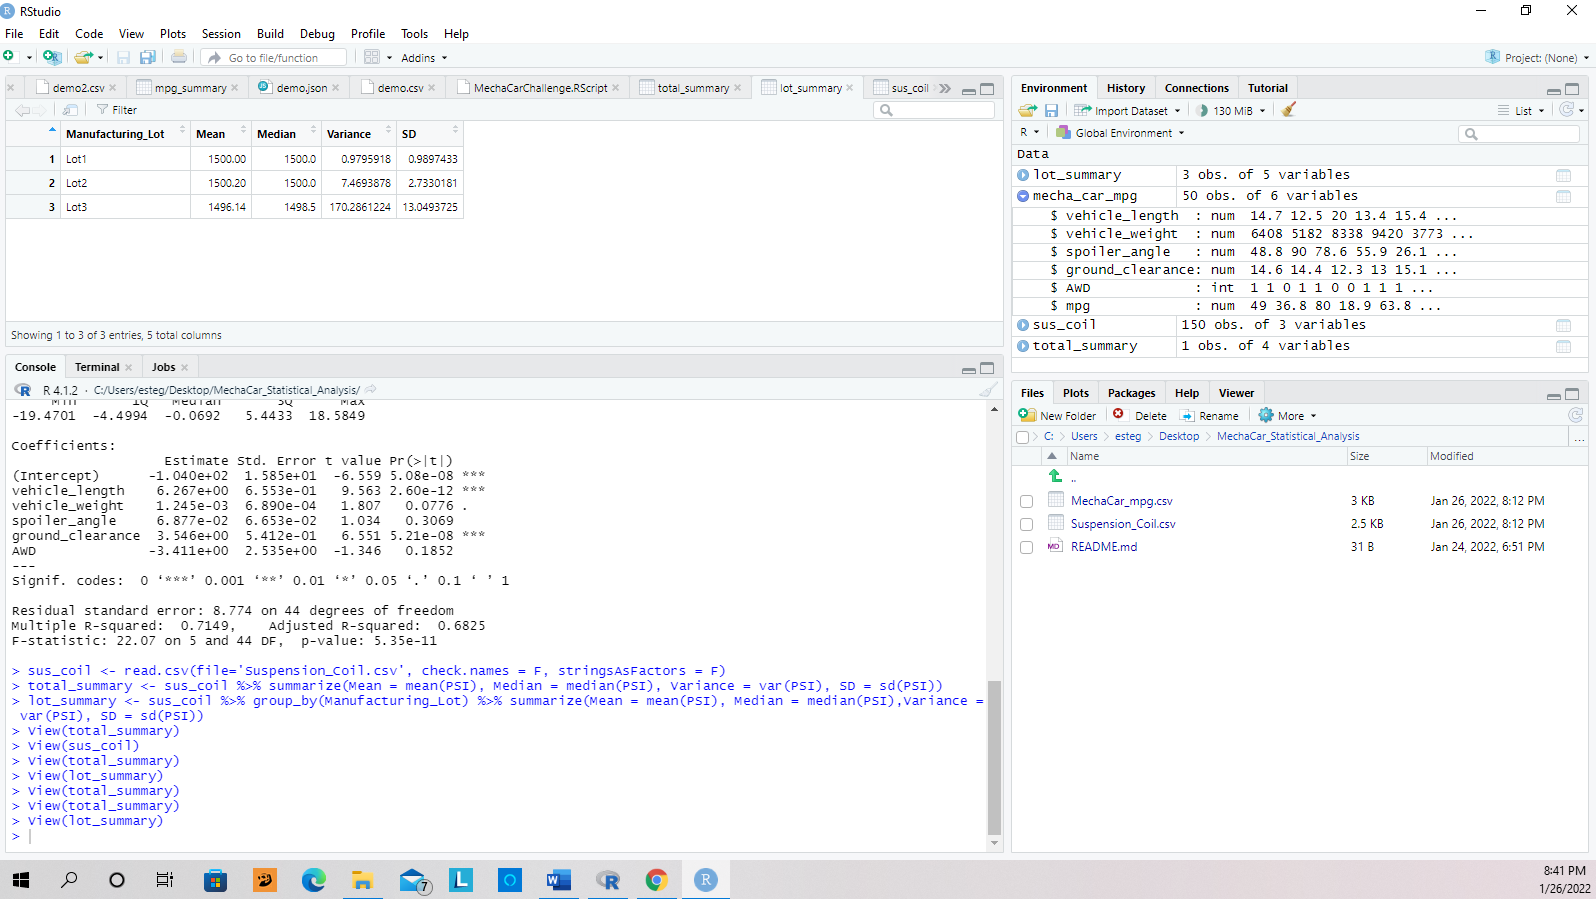 RStudio
File Edit Code View Plots Session Build Debug Profile Tools Help
Go to file/function Addins Project: (None)
demo2.csv mpg_summary demo.json demo.csv MechaCarChallenge.RScript total_summary lot_summary sus_coil
Filter
Manufacturing_Lot Mean Median Variance SD
1 Lot1 1500.00 1500.0 0.9795918 0.9897433
2 Lot2 1500.20 1500.0 7.4693878 2.7330181
3 Lot3 1496.14 1498.5 170.2861224 13.0493725
Showing 1 to 3 of 3 entries, 5 total columns
Console Terminal Jobs
R 4.1.2 · C:/Users/esteg/Desktop/MechaCar_Statistical_Analysis/
Min 1Q Median 3Q Max
-19.4701 -4.4994 -0.0692 5.4433 18.5849
Coefficients:
Estimate Std. Error t value Pr(>|t|)
(Intercept) -1.040e+02 1.585e+01 -6.559 5.08e-08 ***
vehicle_length 6.267e+00 6.553e-01 9.563 2.60e-12 ***
vehicle_weight 1.245e-03 6.890e-04 1.807 0.0776 .
spoiler_angle 6.877e-02 6.653e-02 1.034 0.3069
ground_clearance 3.546e+00 5.412e-01 6.551 5.21e-08 ***
AWD -3.411e+00 2.535e+00 -1.346 0.1852
---
Signif. codes: 0 ‘***’ 0.001 ‘**’ 0.01 ‘*’ 0.05 ‘.’ 0.1 ‘ ’ 1
Residual standard error: 8.774 on 44 degrees of freedom
Multiple R-squared: 0.7149, Adjusted R-squared: 0.6825
F-statistic: 22.07 on 5 and 44 DF, p-value: 5.35e-11
> sus_coil <- read.csv(file='Suspension_Coil.csv', check.names = F, stringsAsFactors = F)
> total_summary <- sus_coil %>% summarize(Mean = mean(PSI), Median = median(PSI), Variance = var(PSI), SD = sd(PSI))
> lot_summary <- sus_coil %>% group_by(Manufacturing_Lot) %>% summarize(Mean = mean(PSI), Median = median(PSI),Variance =
var(PSI), SD = sd(PSI))
> View(total_summary)
> View(sus_coil)
> View(total_summary)
> View(lot_summary)
> View(total_summary)
> View(total_summary)
> View(lot_summary)
>
Environment History Connections Tutorial
Import Dataset 130 MiB List
R Global Environment
Data
lot_summary 3 obs. of 5 variables
mecha_car_mpg 50 obs. of 6 variables
$ vehicle_length : num 14.7 12.5 20 13.4 15.4 ...
$ vehicle_weight : num 6408 5182 8338 9420 3773 ...
$ spoiler_angle : num 48.8 90 78.6 55.9 26.1 ...
$ ground_clearance: num 14.6 14.4 12.3 13 15.1 ...
$ AWD : int 1 1 0 1 1 0 0 1 1 1 ...
$ mpg : num 49 36.8 80 18.9 63.8 ...
sus_coil 150 obs. of 3 variables
total_summary 1 obs. of 4 variables
Files Plots Packages Help Viewer
New Folder Delete Rename More
C: Users esteg Desktop MechaCar_Statistical_Analysis ...
Name Size Modified
..
MechaCar_mpg.csv 3 KB Jan 26, 2022, 8:12 PM
Suspension_Coil.csv 2.5 KB Jan 26, 2022, 8:12 PM
README.md 31 B Jan 24, 2022, 6:51 PM
7
8:41 PM
1/26/2022